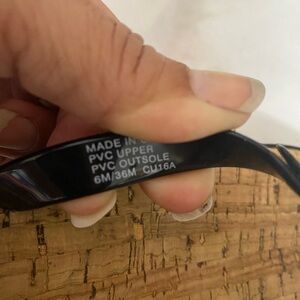 MADE IN
PVC UPPER
PVC OUTSOLE
6M/36M CU16A